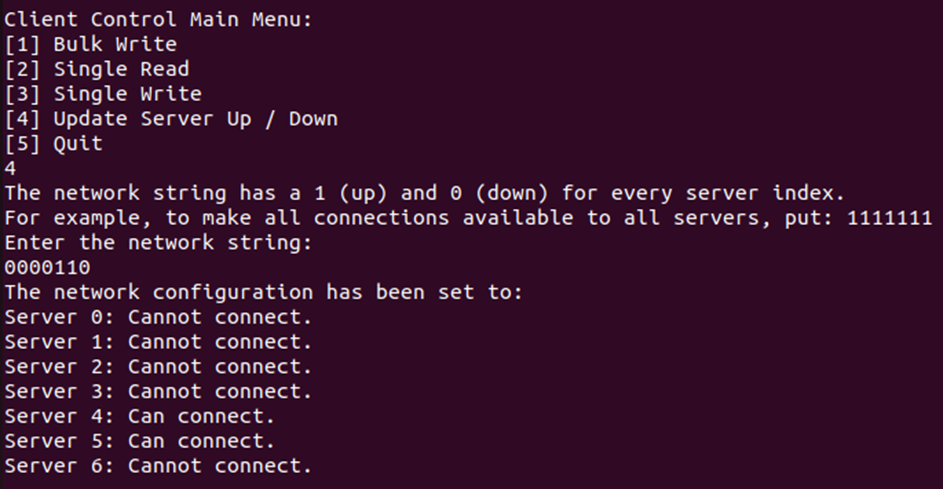 Client Control Main Menu:
[1] Bulk Write
[2] Single Read
[3] Single Write
[4] Update Server Up / Down
[5] Quit
4
The network string has a 1 (up) and 0 (down) for every server index.
For example, to make all connections available to all servers, put: 1111111
Enter the network string:
0000110
The network configuration has been set to:
Server 0: Cannot connect.
Server 1: Cannot connect.
Server 2: Cannot connect.
Server 3: Cannot connect.
Server 4: Can connect.
Server 5: Can connect.
Server 6: Cannot connect.